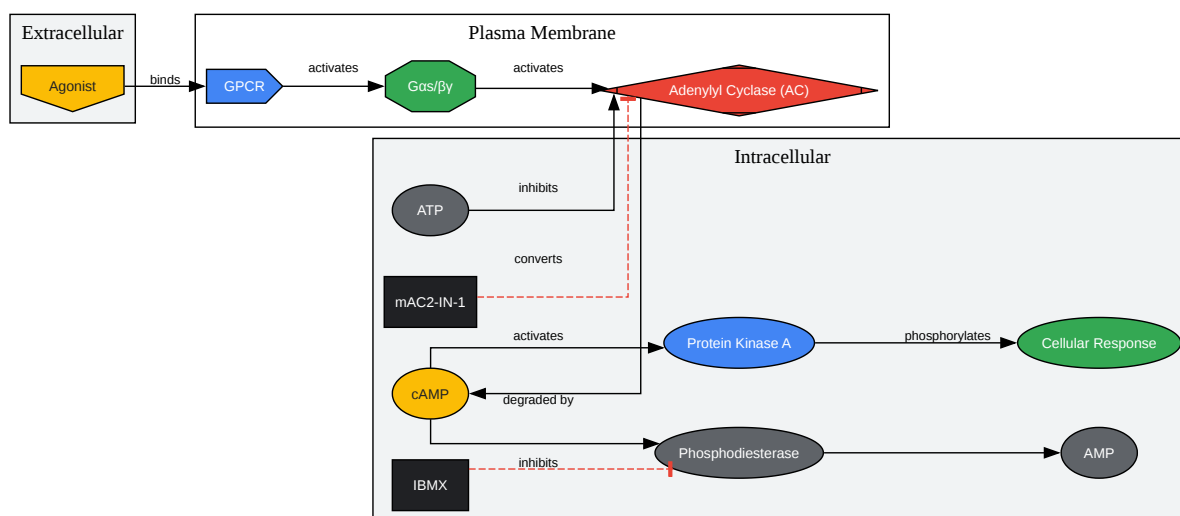 Extracellular
Plasma Membrane
Agonist
binds
GPCR
activates
Gαs/βγ
activates
Adenylyl Cyclase (AC)
Intracellular
ATP
inhibits
converts
mAC2-IN-1
activates
Protein Kinase A
phosphorylates
Cellular Response
cAMP
degraded by
Phosphodiesterase
AMP
inhibits
IBMX